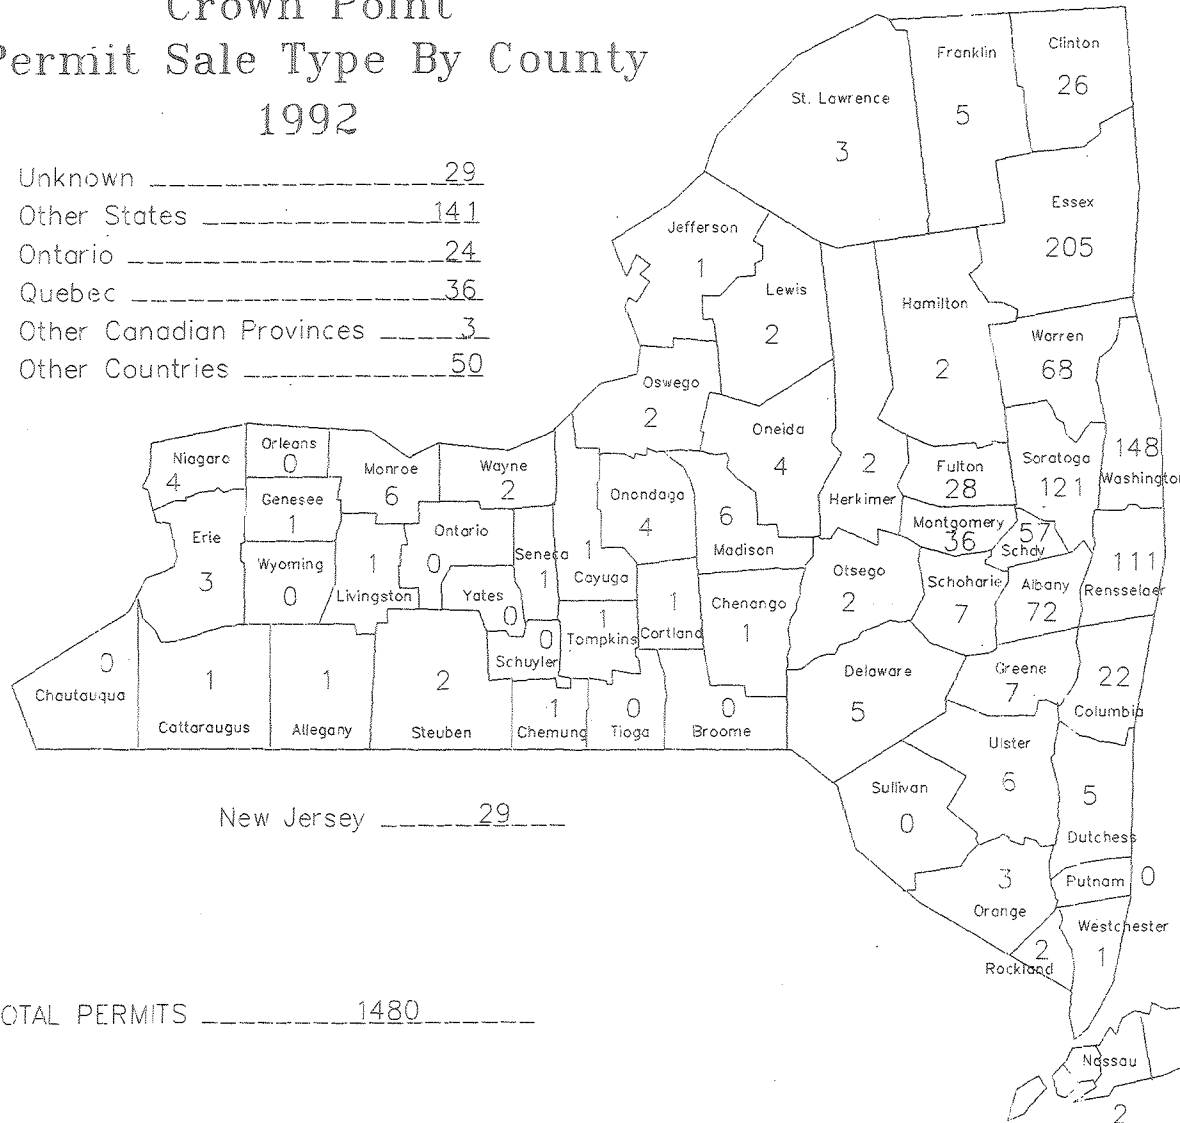 Crown Point
Permit Sale Type By County
1992
Unknown 29
Other States 141
Ontario 24
Quebec 36
Other Canadian Provinces 3
Other Countries 50
St. Lawrence
3
Franklin
5
Clinton
26
Essex
205
Jefferson
1
Lewis
2
Hamilton
2
Warren
68
Oswego
2
Oneida
4
2
Herkimer
Fulton
28
Saratoga
121
148
Washington
Niagara
4
Orleans
0
Monroe
6
Wayne
2
Genesee
1
Onondaga
4
6
Madison
Montgomery
36
57
Schdy
Erie
3
Wyoming
0
1
Livingston
Ontario
0
Seneca
1
1
Cayuga
Yates
0
Otsego
2
Schoharie
7
Albany
72
111
Rensselaer
1
Tompkins
1
Cortland
Chenango
1
0
Schuyler
0
Chautauqua
1
Cattaraugus
1
Allegany
2
Steuben
1
Chemung
0
Tioga
0
Broome
Delaware
5
Greene
7
22
Columbia
Ulster
6
Sullivan
0
5
Dutchess
New Jersey 29
3
Orange
Putnam 0
Westchester
1
2
Rockland
OTAL PERMITS 1480
Nassau
2